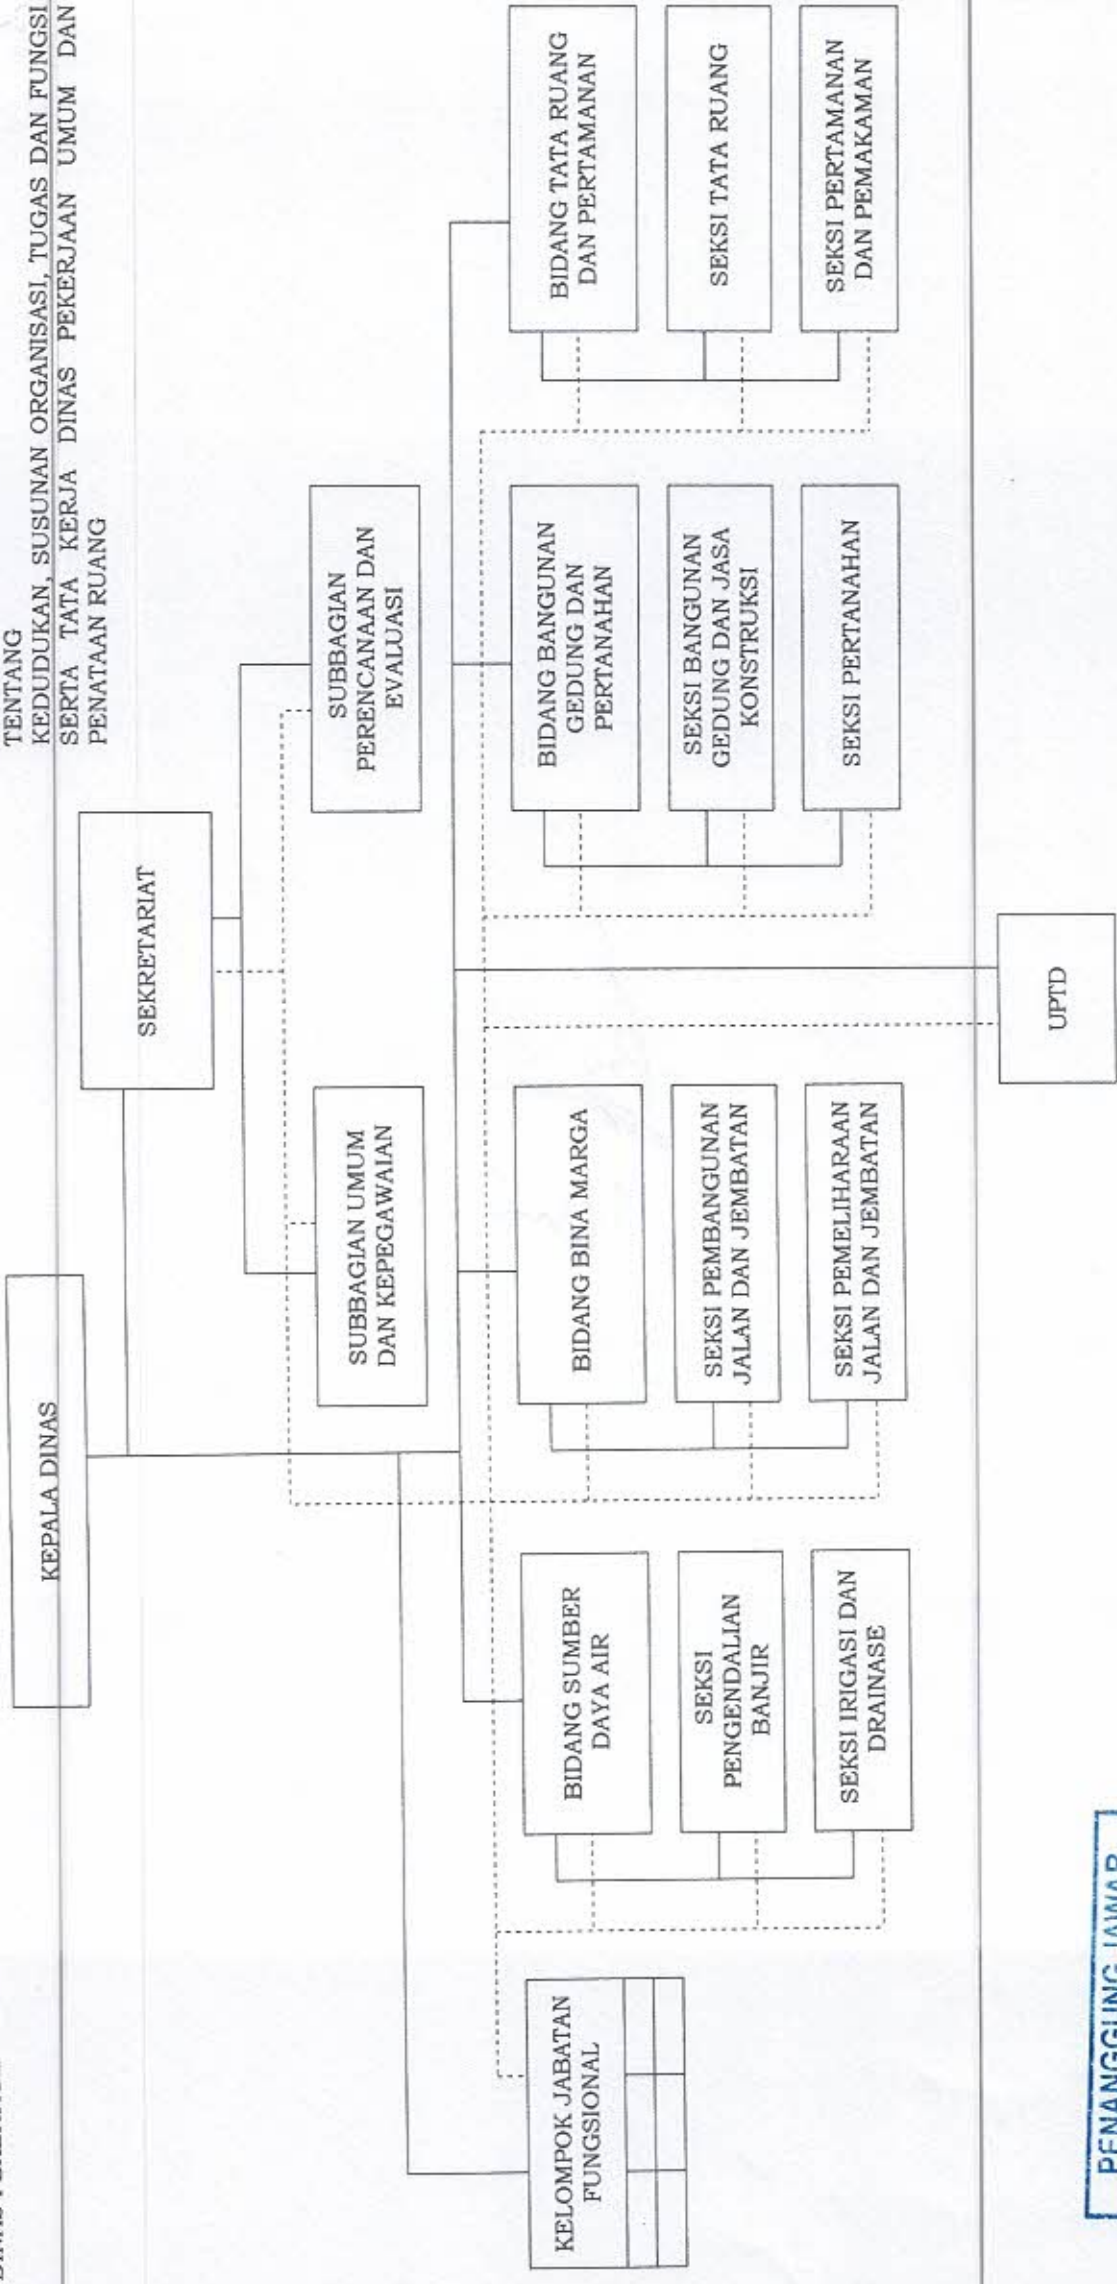 TENTANG
KEDUDUKAN, SUSUNAN ORGANISASI, TUGAS DAN FUNGSI
SERTA TATA KERJA DINAS PEKERJAAN UMUM DAN
PENATAAN RUANG
KEPALA DINAS
SEKRETARIAT
SUBBAGIAN UMUM
DAN KEPEGAWAIAN
SUBBAGIAN
PERENCANAAN DAN
EVALUASI
KELOMPOK JABATAN
FUNGSIONAL
BIDANG SUMBER
DAYA AIR
SEKSI
PENGENDALIAN
BANJIR
SEKSI IRIGASI DAN
DRAINASE
BIDANG BINA MARGA
SEKSI PEMBANGUNAN
JALAN DAN JEMBATAN
SEKSI PEMELIHARAAN
JALAN DAN JEMBATAN
BIDANG BANGUNAN
GEDUNG DAN
PERTANAHAN
SEKSI BANGUNAN
GEDUNG DAN JASA
KONSTRUKSI
SEKSI PERTANAHAN
BIDANG TATA RUANG
DAN PERTAMANAN
SEKSI TATA RUANG
SEKSI PERTAMANAN
DAN PEMAKAMAN
UPTD
PENANGGUNG JAWAB